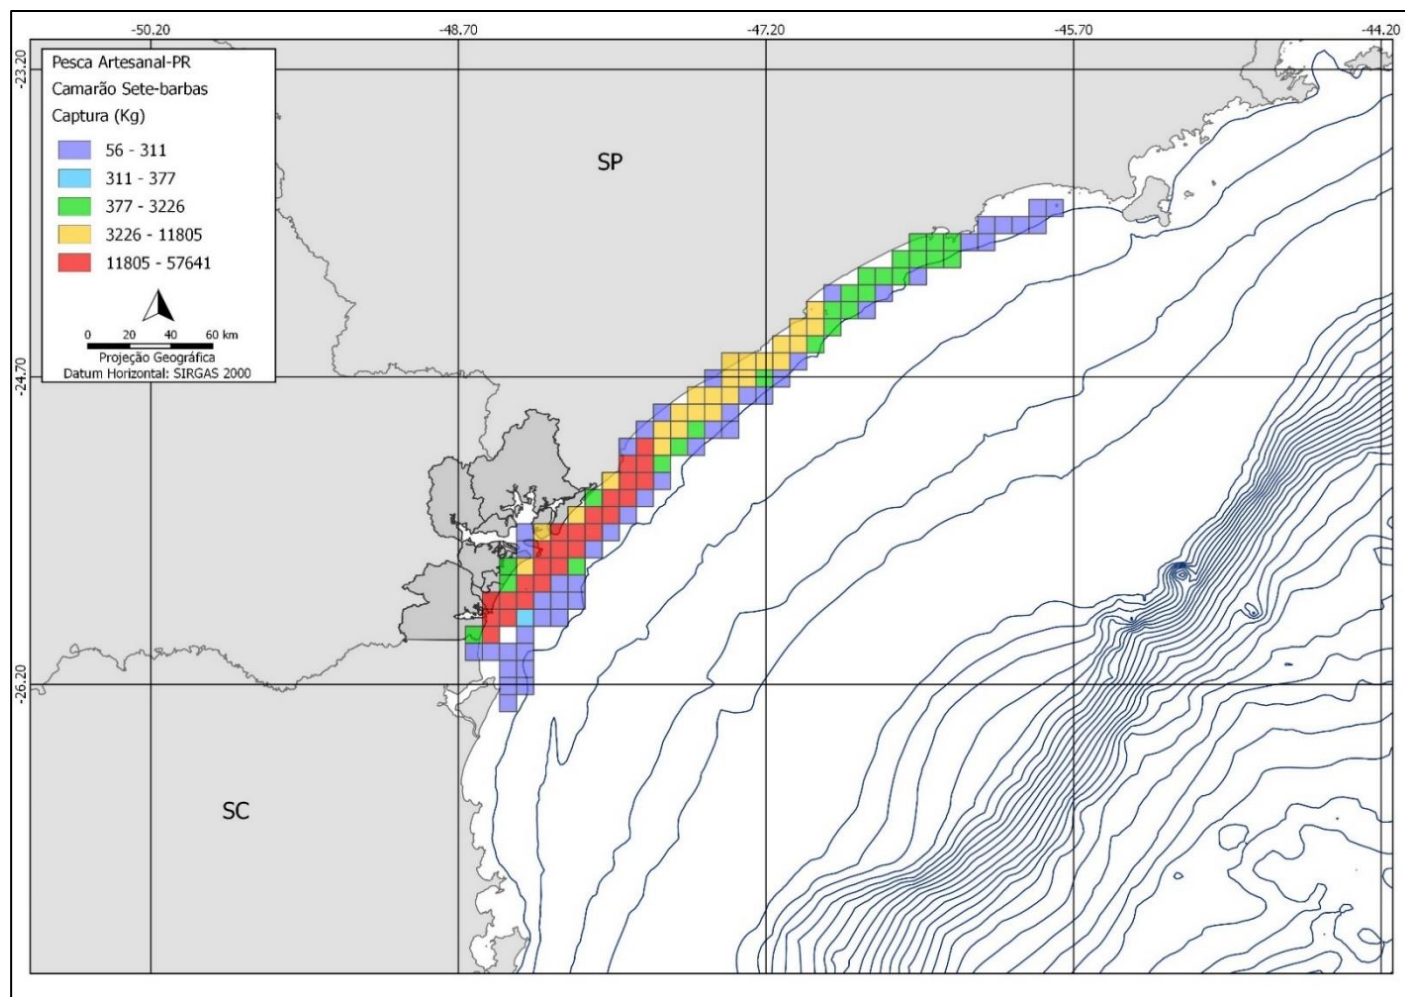 -50.20 -48.70 -47.20 -45.70 -44.20
-23.20
Pesca Artesanal-PR
Camarão Sete-barbas
Captura (Kg)
56 - 311
311 - 377
377 - 3226
3226 - 11805
11805 - 57641
0 20 40 60 km
Projeção Geográfica
Datum Horizontal: SIRGAS 2000
SP
-24.70
-26.20
SC